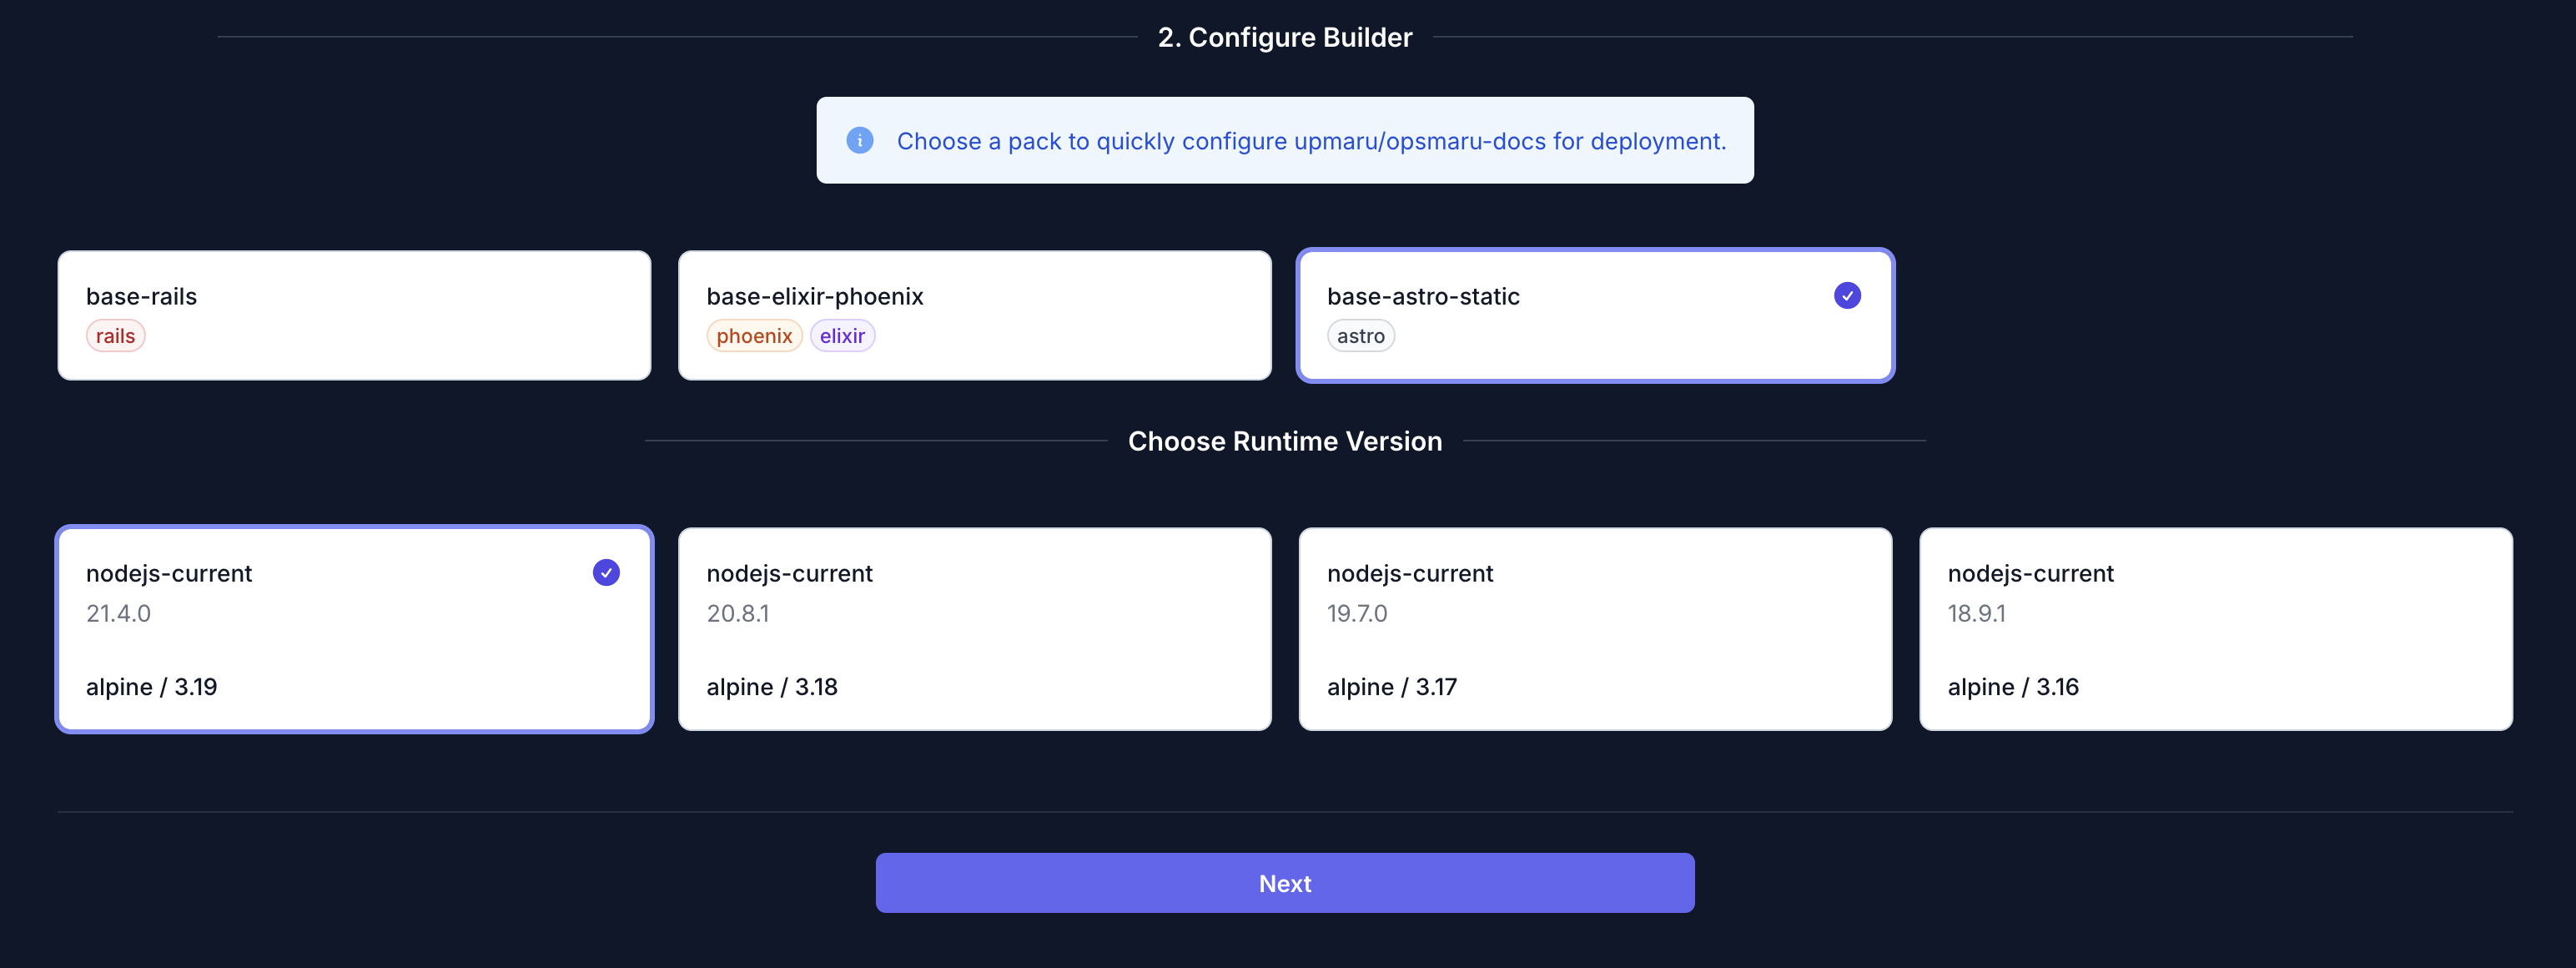 2. Configure Builder
Choose a pack to quickly configure upmaru/opsmaru-docs for deployment.
base-rails
rails
base-elixir-phoenix
phoenix elixir
base-astro-static
astro
Choose Runtime Version
nodejs-current
21.4.0
alpine / 3.19
nodejs-current
20.8.1
alpine / 3.18
nodejs-current
19.7.0
alpine / 3.17
nodejs-current
18.9.1
alpine / 3.16
Next